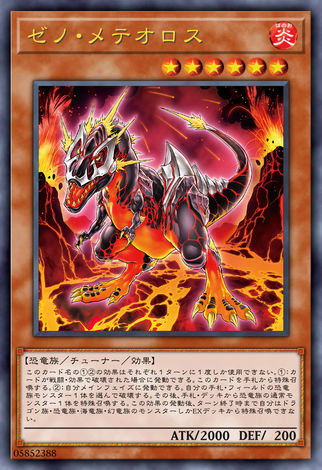 ゼノ・メテオロス
ほのお
炎
【恐竜族／チューナー／効果】
このカード名の①②の効果はそれぞれ1ターンに1度しか使用できない。①：カ
ードが戦闘・効果で破壊された場合に発動できる。このカードを手札から特殊召
喚する。②：自分メインフェイズに発動できる。自分の手札・フィールドの恐竜
族モンスター1体を選んで破壊する。その後、手札・デッキから恐竜族の通常モ
ンスター1体を特殊召喚する。この効果の発動後、ターン終了時まで自分はドラゴ
ン族・恐竜族・海竜族・幻竜族のモンスターしかEXデッキから特殊召喚できな
い。
ATK/2000 DEF/ 200
05852388